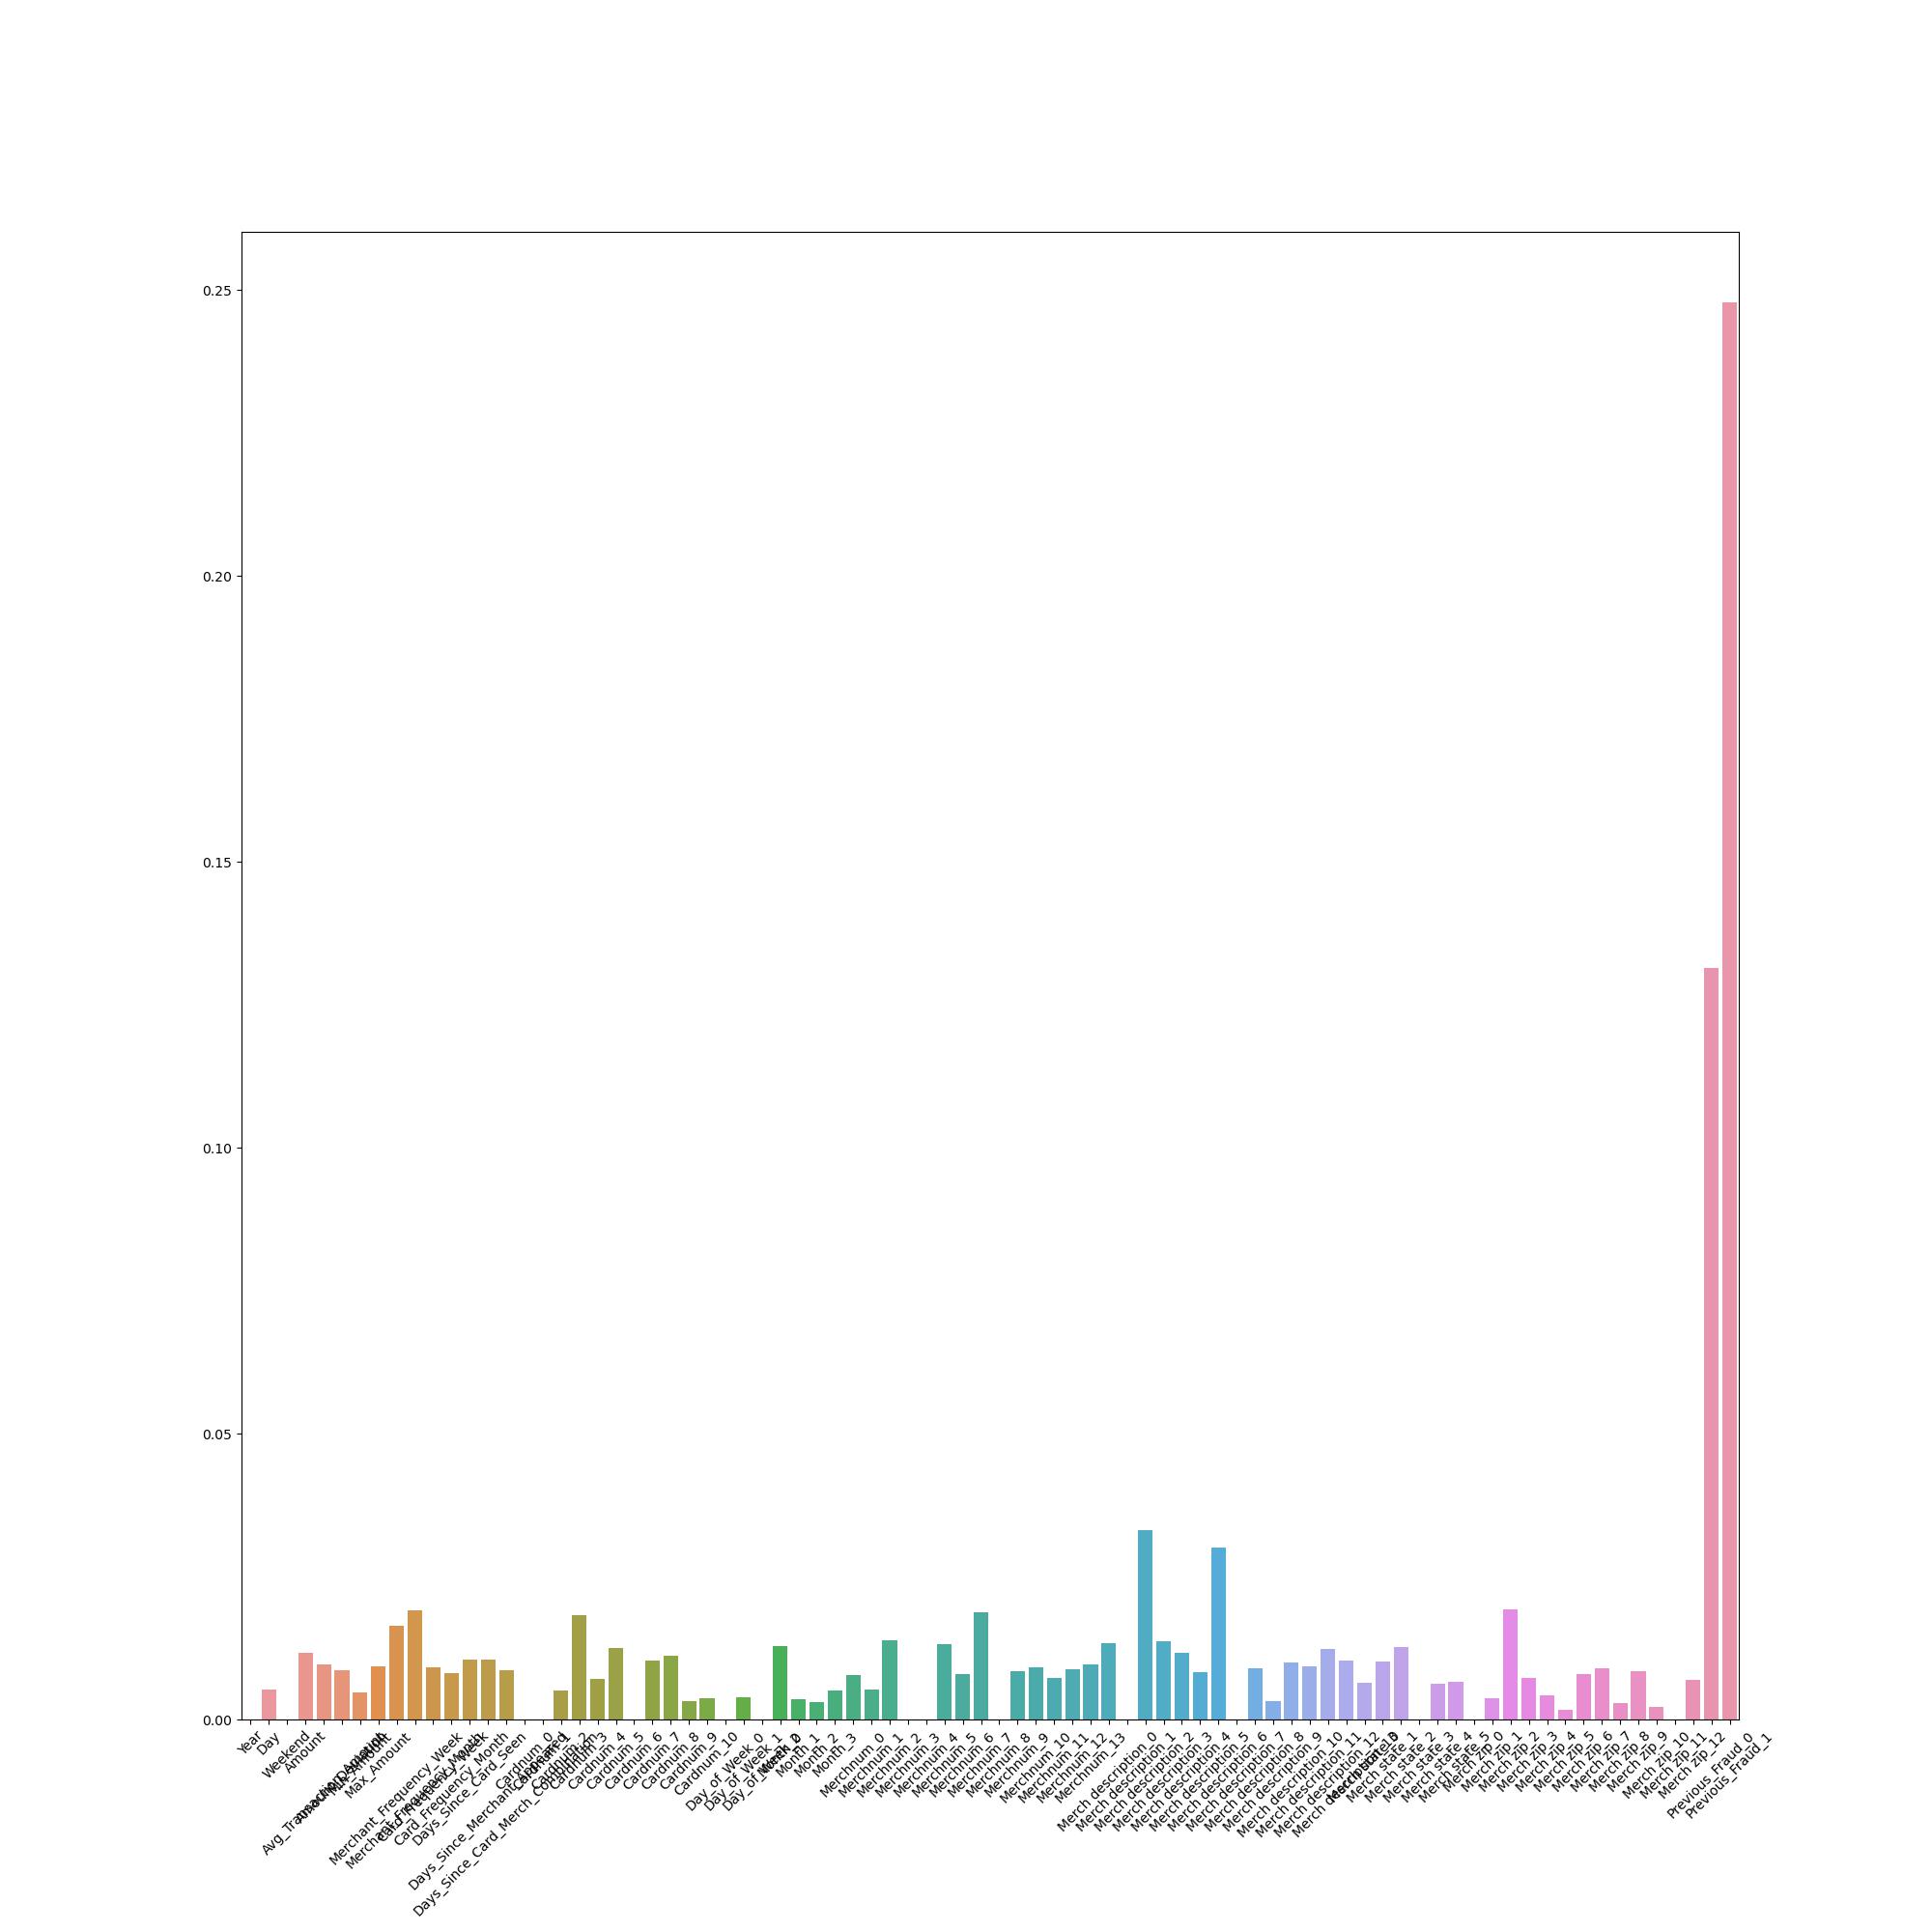 0.25
0.20
0.15
0.10
0.05
0.00
Year
Day
Weekend
Amount
Max_Amount
Merchant_Frequency_Week
Card_Frequency_Month
Days_Since_Card_Seen
Cardnum_0
Cardnum_2
Cardnum_3
Cardnum_4
Cardnum_5
Cardnum_6
Cardnum_7
Cardnum_8
Cardnum_9
Cardnum_10
Day_of_Week_0
Day_of_Week_1
Day_of_Week_2
Month_0
Month_1
Month_2
Month_3
Merchnum_0
Merchnum_1
Merchnum_2
Merchnum_3
Merchnum_4
Merchnum_5
Merchnum_6
Merchnum_7
Merchnum_8
Merchnum_9
Merchnum_10
Merchnum_11
Merchnum_12
Merchnum_13
Merch description_0
Merch description_1
Merch description_2
Merch description_3
Merch description_4
Merch description_5
Merch description_6
Merch description_7
Merch description_8
Merch description_9
Merch description_10
Merch description_11
Merch description_12
Merch state_1
Merch state_2
Merch state_3
Merch state_4
Merch state_5
Merch zip_0
Merch zip_1
Merch zip_2
Merch zip_3
Merch zip_4
Merch zip_5
Merch zip_6
Merch zip_7
Merch zip_8
Merch zip_9
Merch zip_10
Merch zip_11
Merch zip_12
Previous_Fraud_0
Previous_Fraud_1